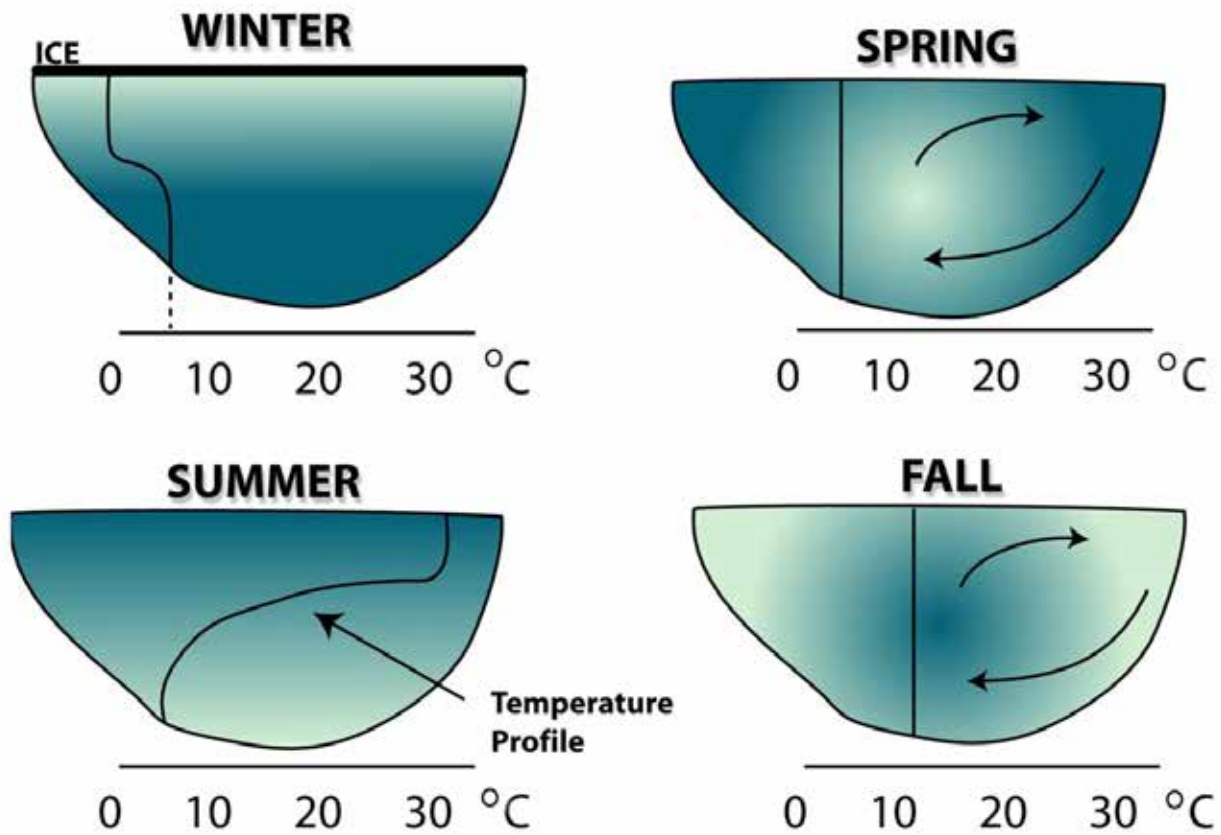 WINTER
ICE
0 10 20 30 °C
SPRING
0 10 20 30 °C
SUMMER
Temperature
Profile
0 10 20 30 °C
FALL
0 10 20 30 °C